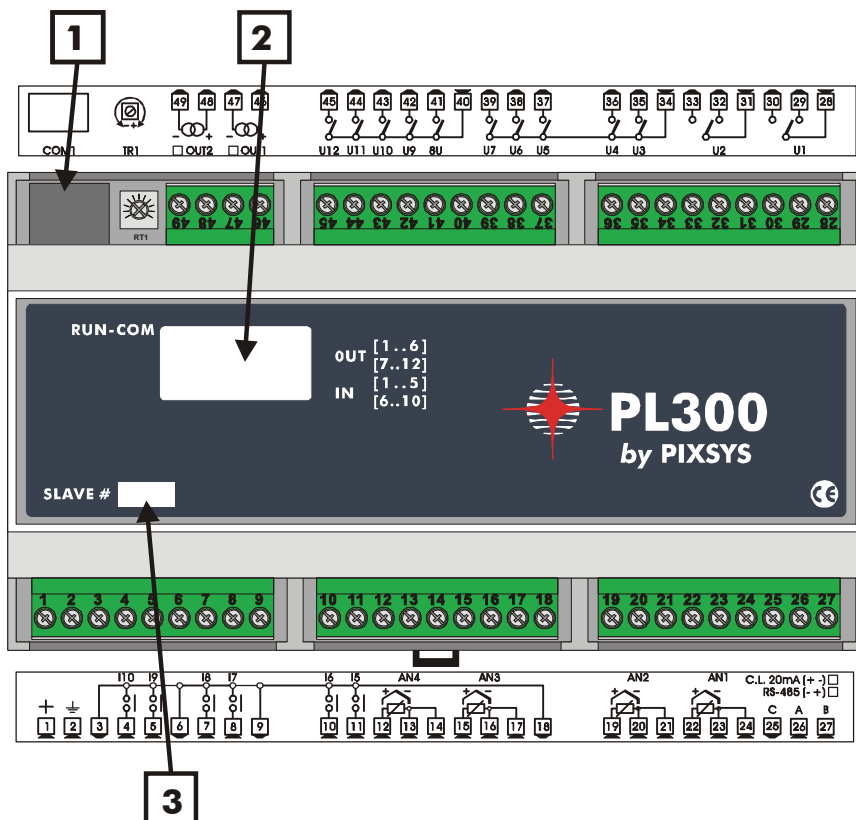 1 2
49 48 47 46 45 44 43 42 41 40 39 38 37 36 35 34 33 32 31 30 29 28
- + - +
COM1 TR1 OUT2 OUT1 U12 U11 U10 U9 8U U7 U6 U5 U4 U3 U2 U1
RT1
49 48 47 46 45 44 43 42 41 40 39 38 37 36 35 34 33 32 31 30 29 28
RUN-COM
OUT [1..6]
[7..12]
IN [1..5]
[6..10]
PL300
by PIXSYS
SLAVE #
CE
1 2 3 4 5 6 7 8 9 10 11 12 13 14 15 16 17 18 19 20 21 22 23 24 25 26 27
I10 I9 I8 I7 I6 I5 AN4 AN3 AN2 AN1 C.L. 20mA (+ -)
RS-485 (- +)
+ - + - + - + -
C A B
1 2 3 4 5 6 7 8 9 10 11 12 13 14 15 16 17 18 19 20 21 22 23 24 25 26 27
3